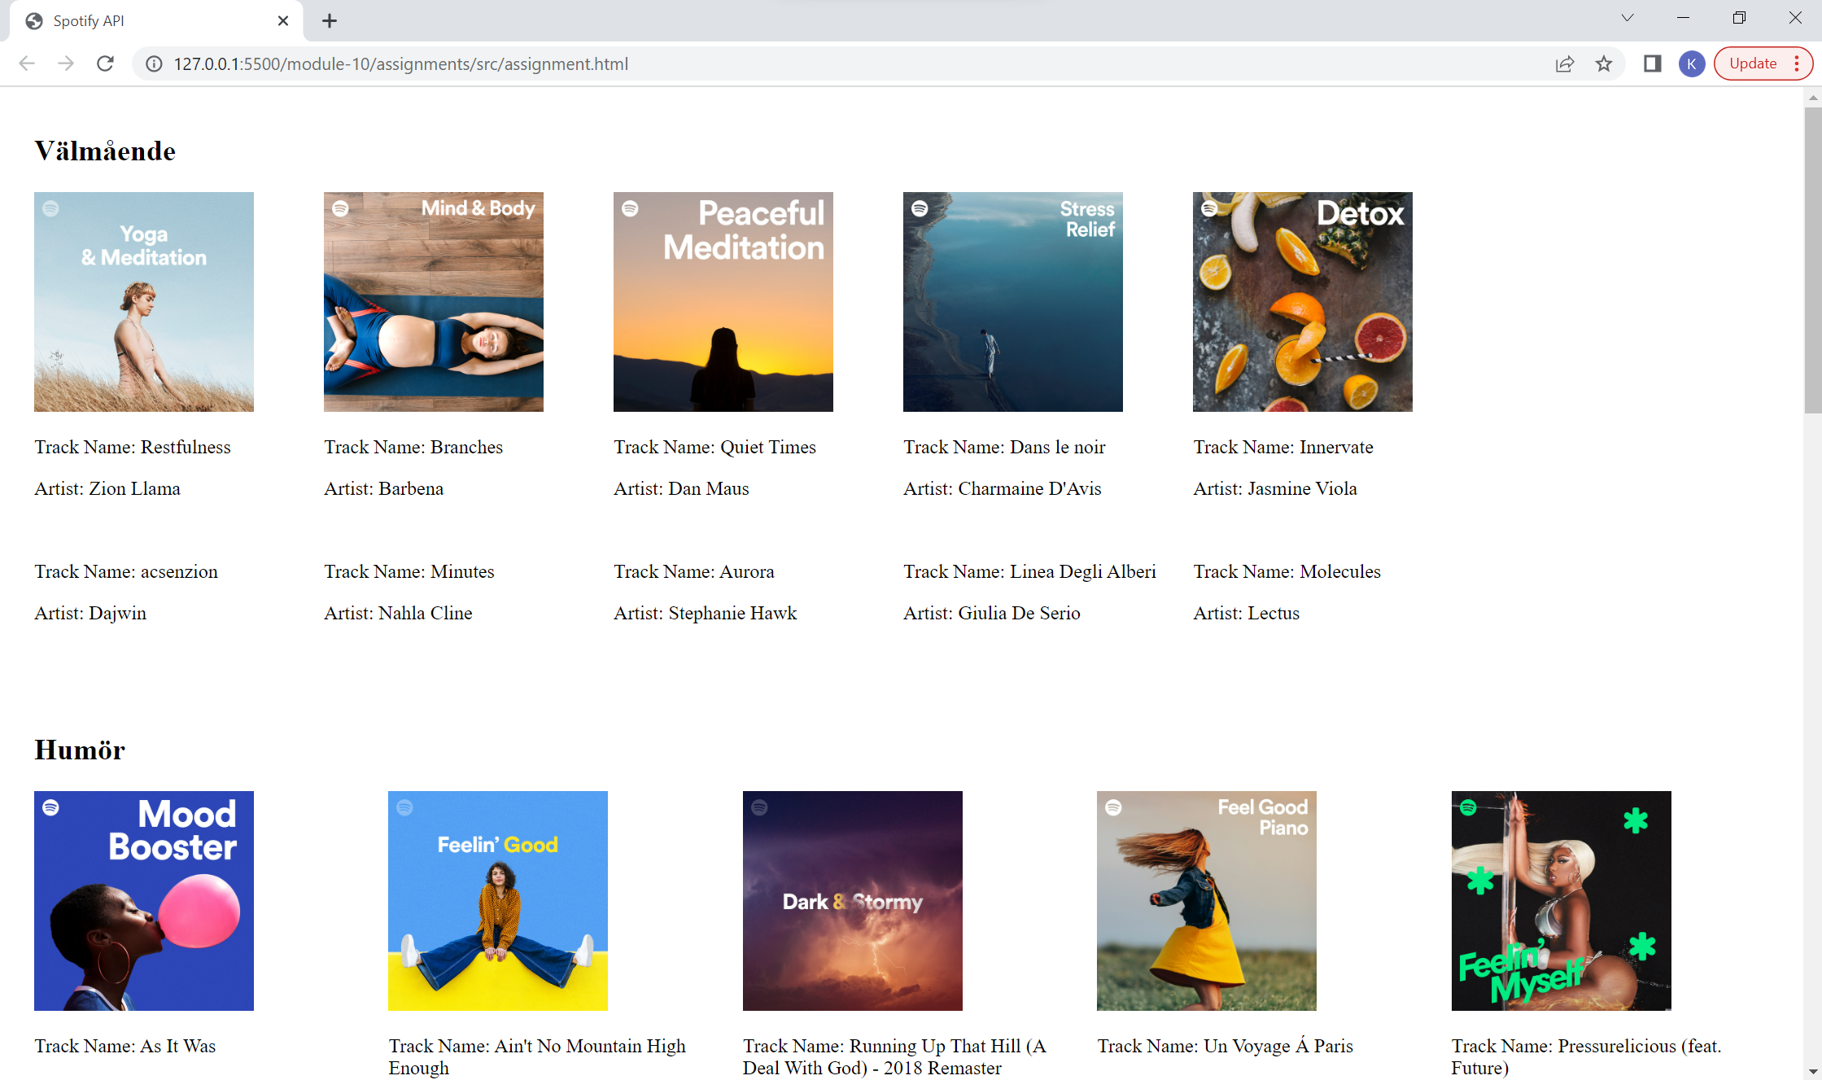 Spotify API
127.0.0.1:5500/module-10/assignments/src/assignment.html
K
Update
Välmående
Yoga
& Meditation
Mind & Body
Peaceful
Meditation
Stress
Relief
Detox
Track Name: Restfulness
Track Name: Branches
Track Name: Quiet Times
Track Name: Dans le noir
Track Name: Innervate
Artist: Zion Llama
Artist: Barbena
Artist: Dan Maus
Artist: Charmaine D'Avis
Artist: Jasmine Viola
Track Name: acsenzion
Track Name: Minutes
Track Name: Aurora
Track Name: Linea Degli Alberi
Track Name: Molecules
Artist: Dajwin
Artist: Nahla Cline
Artist: Stephanie Hawk
Artist: Giulia De Serio
Artist: Lectus
Humör
Mood
Booster
Feelin' Good
Dark & Stormy
Feel Good
Piano
Feelin'
Myself
Track Name: As It Was
Track Name: Ain't No Mountain High
Enough
Track Name: Running Up That Hill (A
Deal With God) - 2018 Remaster
Track Name: Un Voyage Á Paris
Track Name: Pressurelicious (feat.
Future)